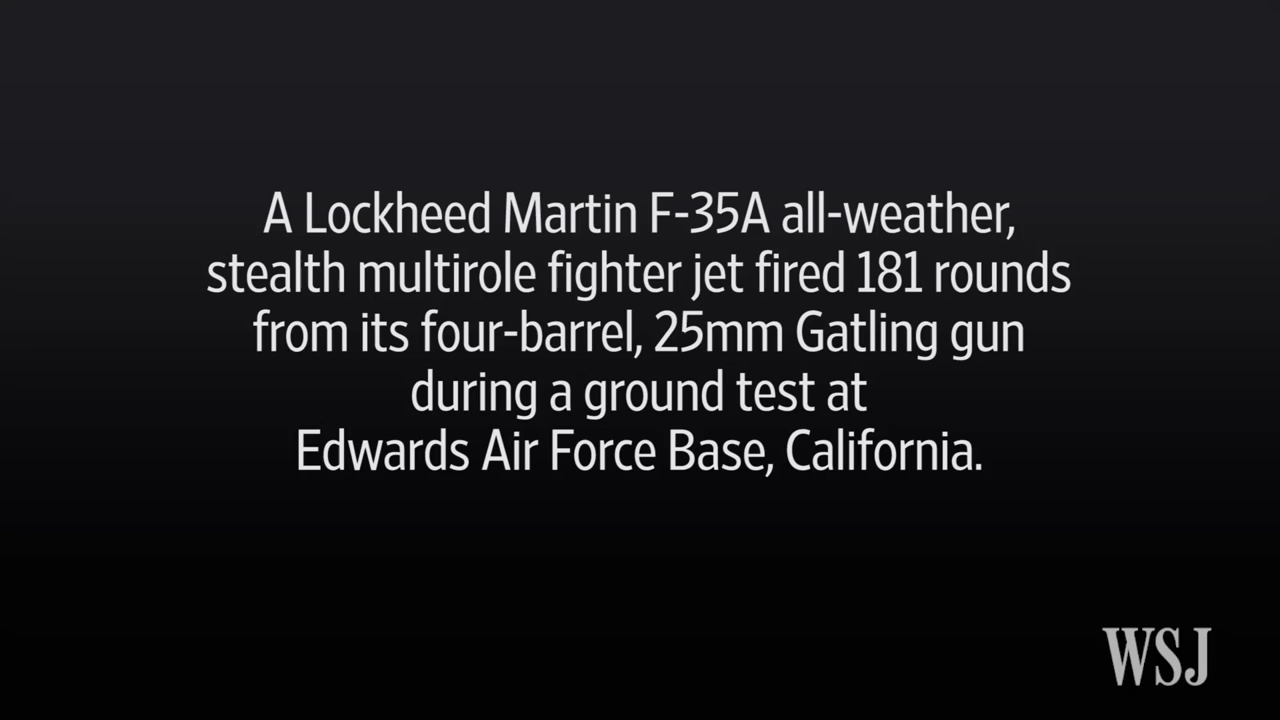 A Lockheed Martin F-35A all-weather,
stealth multirole fighter jet fired 181 rounds
from its four-barrel, 25mm Gatling gun
during a ground test at
Edwards Air Force Base, California.
WSJ